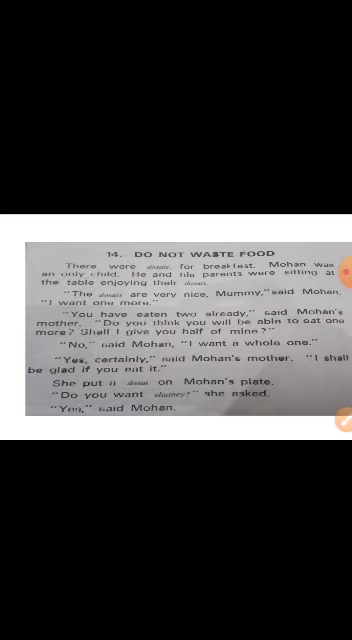 14. DO NOT WASTE FOOD
There were dosais for breakfast. Mohan was
an only child. He and his parents were sitting at
the table enjoying their dosais.
"The dosais are very nice, Mummy," said Mohan.
"I want one more."
"You have eaten two already," said Mohan's
mother. "Do you think you will be able to eat one
more? Shall I give you half of mine?"
"No," said Mohan, "I want a whole one."
"Yes, certainly," said Mohan's mother. "I shall
be glad if you eat it."
She put a dosai on Mohan's plate.
"Do you want chutney?" she asked.
"Yes," said Mohan.